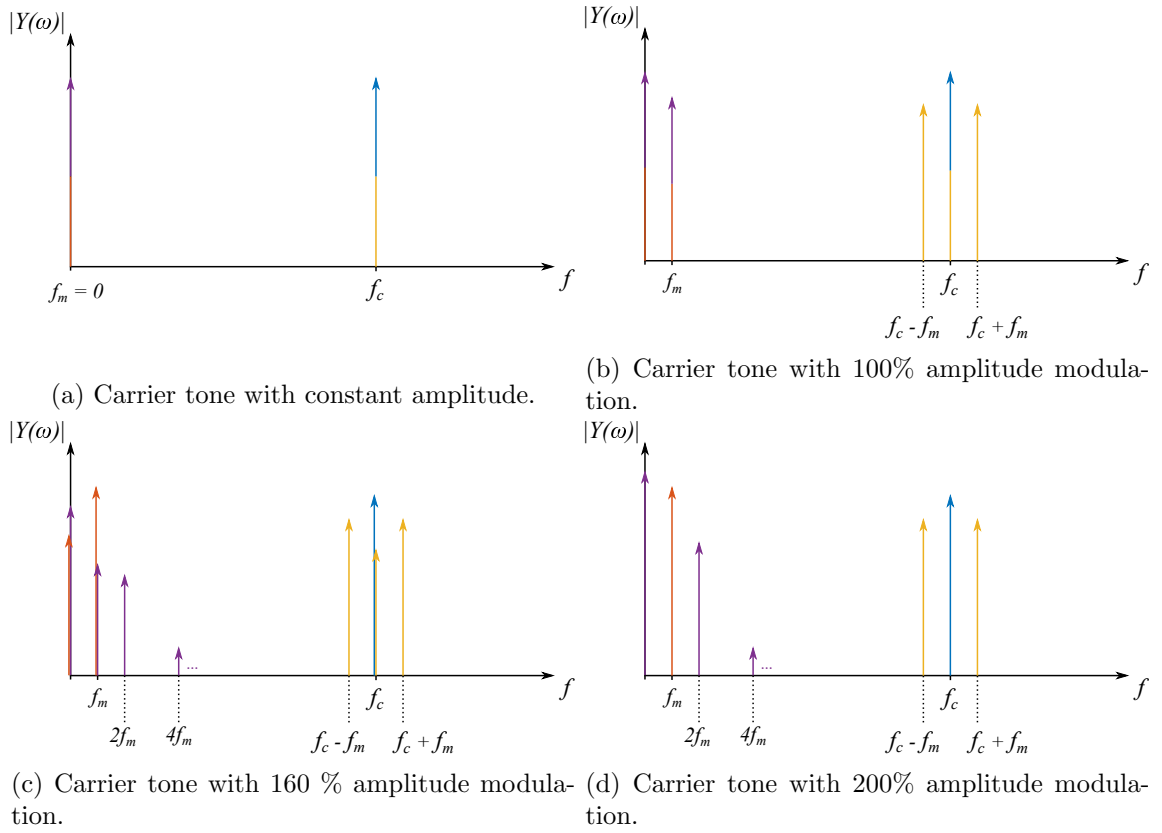 |Y(ω)|
f
f_m = 0
f_c
(a) Carrier tone with constant amplitude.
|Y(ω)|
f
f_m
f_c
f_c - f_m
f_c + f_m
(b) Carrier tone with 100% amplitude modula-
tion.
|Y(ω)|
...
f
f_m
f_c
2f_m
4f_m
f_c - f_m
f_c + f_m
(c) Carrier tone with 160 % amplitude modula-
tion.
|Y(ω)|
...
f
f_m
f_c
2f_m
4f_m
f_c - f_m
f_c + f_m
(d) Carrier tone with 200% amplitude modula-
tion.